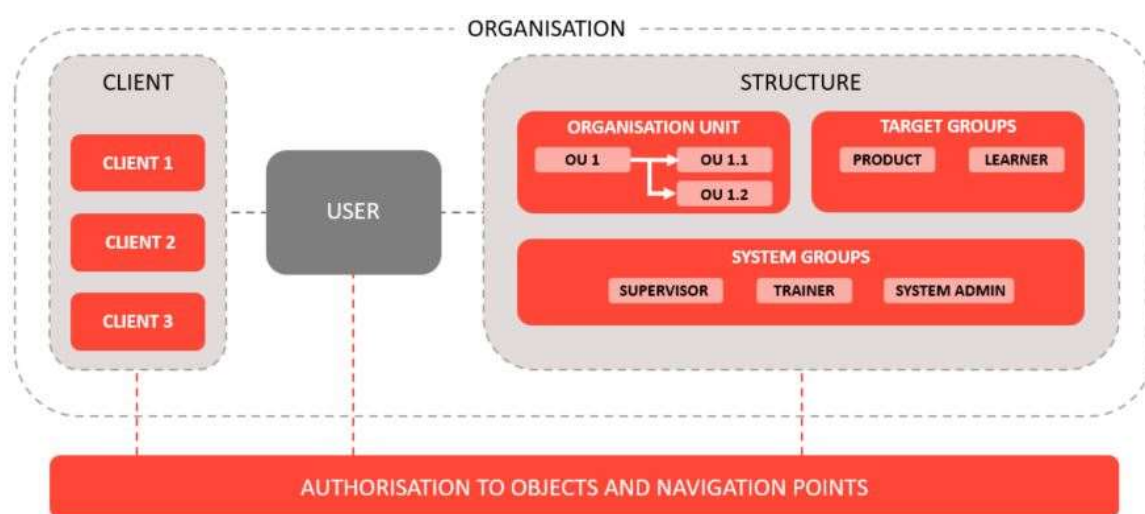 ORGANISATION
CLIENT
CLIENT 1
CLIENT 2
CLIENT 3
USER
STRUCTURE
ORGANISATION UNIT
OU 1
OU 1.1
OU 1.2
TARGET GROUPS
PRODUCT
LEARNER
SYSTEM GROUPS
SUPERVISOR
TRAINER
SYSTEM ADMIN
AUTHORISATION TO OBJECTS AND NAVIGATION POINTS